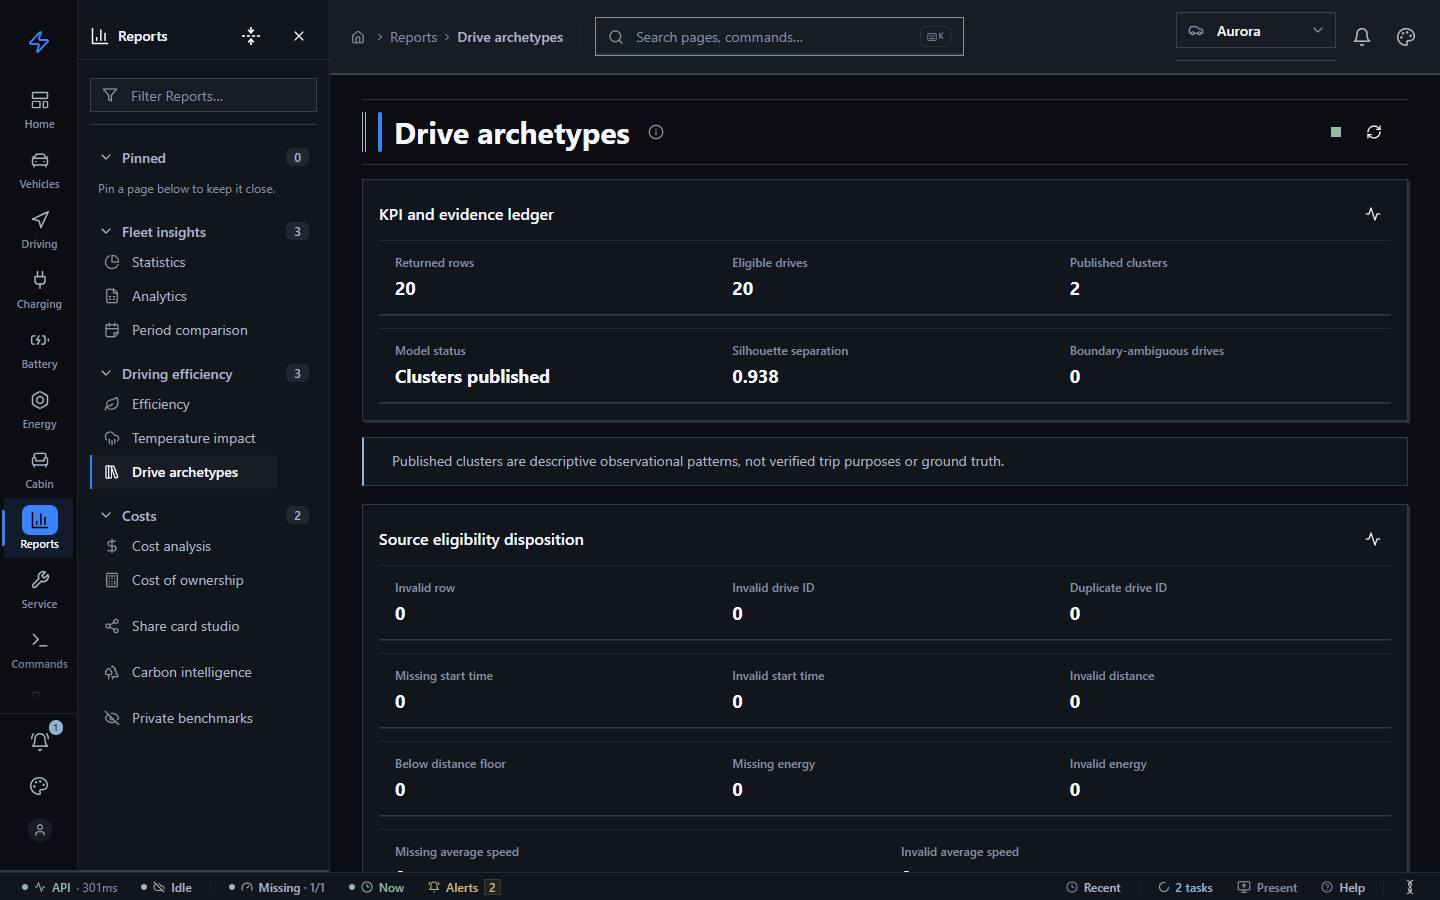 Reports
Reports
Drive archetypes
Search pages, commands...
K
Aurora
Home
Vehicles
Driving
Charging
Battery
Energy
Cabin
Reports
Service
Commands
1
Filter Reports...
Pinned
0
Pin a page below to keep it close.
Fleet insights
3
Statistics
Analytics
Period comparison
Driving efficiency
3
Efficiency
Temperature impact
Drive archetypes
Costs
2
Cost analysis
Cost of ownership
Share card studio
Carbon intelligence
Private benchmarks
Drive archetypes
KPI and evidence ledger
Returned rows
20
Eligible drives
20
Published clusters
2
Model status
Clusters published
Silhouette separation
0.938
Boundary-ambiguous drives
0
Published clusters are descriptive observational patterns, not verified trip purposes or ground truth.
Source eligibility disposition
Invalid row
0
Invalid drive ID
0
Duplicate drive ID
0
Missing start time
0
Invalid start time
0
Invalid distance
0
Below distance floor
0
Missing energy
0
Invalid energy
0
Missing average speed
Invalid average speed
API · 301ms
Idle
Missing · 1/1
Now
Alerts 2
Recent
2 tasks
Present
Help